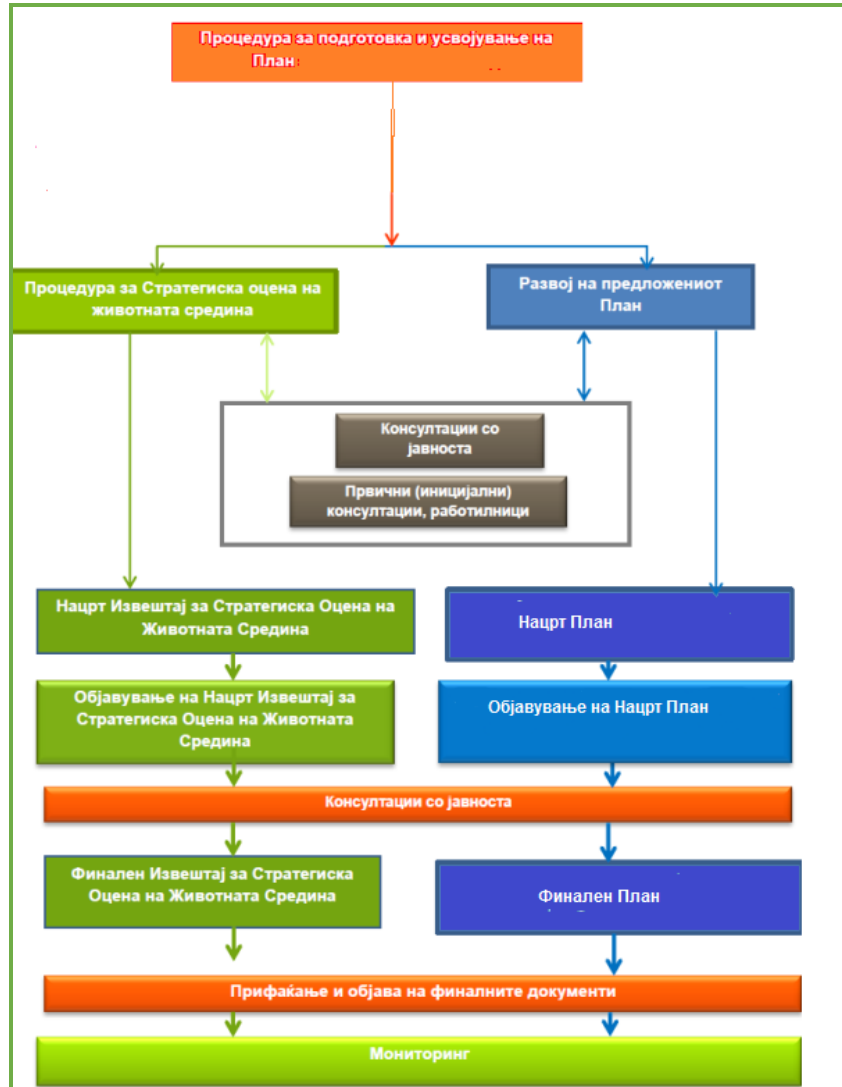 Процедура за подготовка и усвојување на
План
Процедура за Стратегиска оцена на
животната средина
Развој на предложениот
План
Консултации со
јавноста
Првични (иницијални)
консултации, работилници
Нацрт Извештај за Стратегиска Оцена на
Животната Средина
Нацрт План
Објавување на Нацрт Извештај за
Стратегиска Оцена на Животната
Средина
Објавување на Нацрт План
Консултации со јавноста
Финален Извештај за Стратегиска
Оцена на Животната Средина
Финален План
Прифаќање и објава на финалните документи
Мониторинг